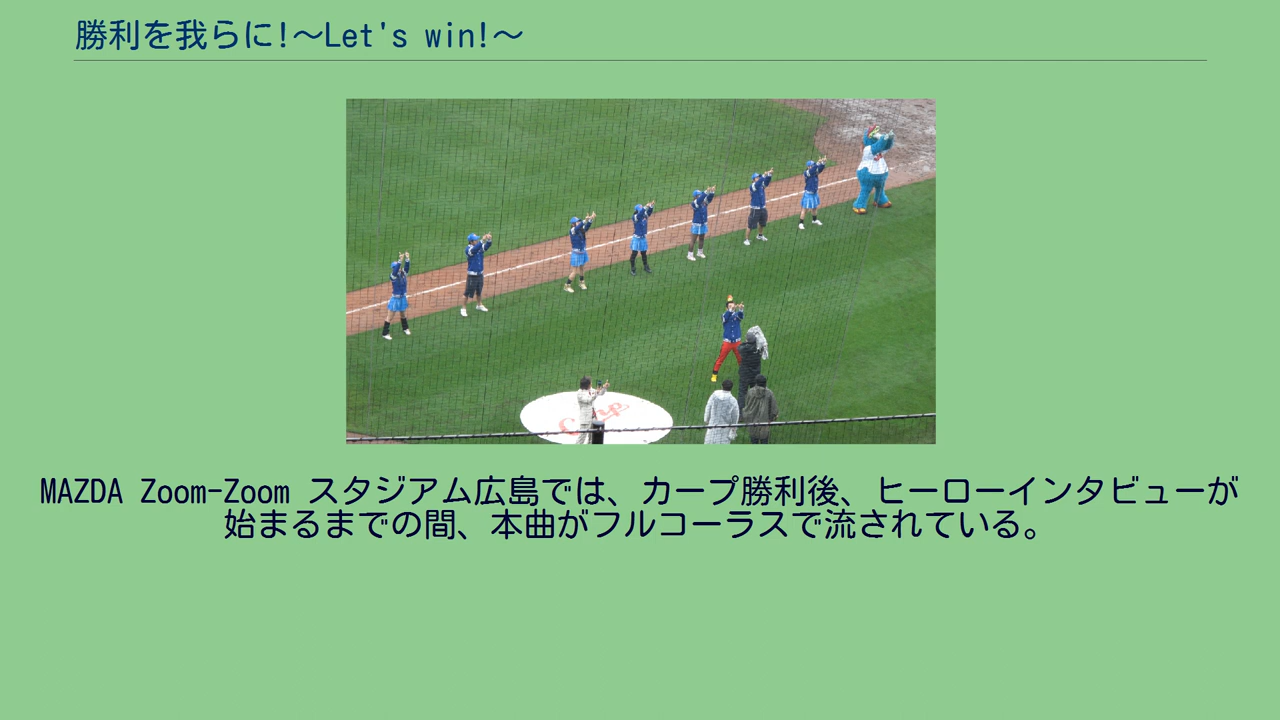 勝利を我らに!〜Let's win!〜
Carp
MAZDA Zoom-Zoom スタジアム広島では、カープ勝利後、ヒーローインタビューが
始まるまでの間、本曲がフルコーラスで流されている。